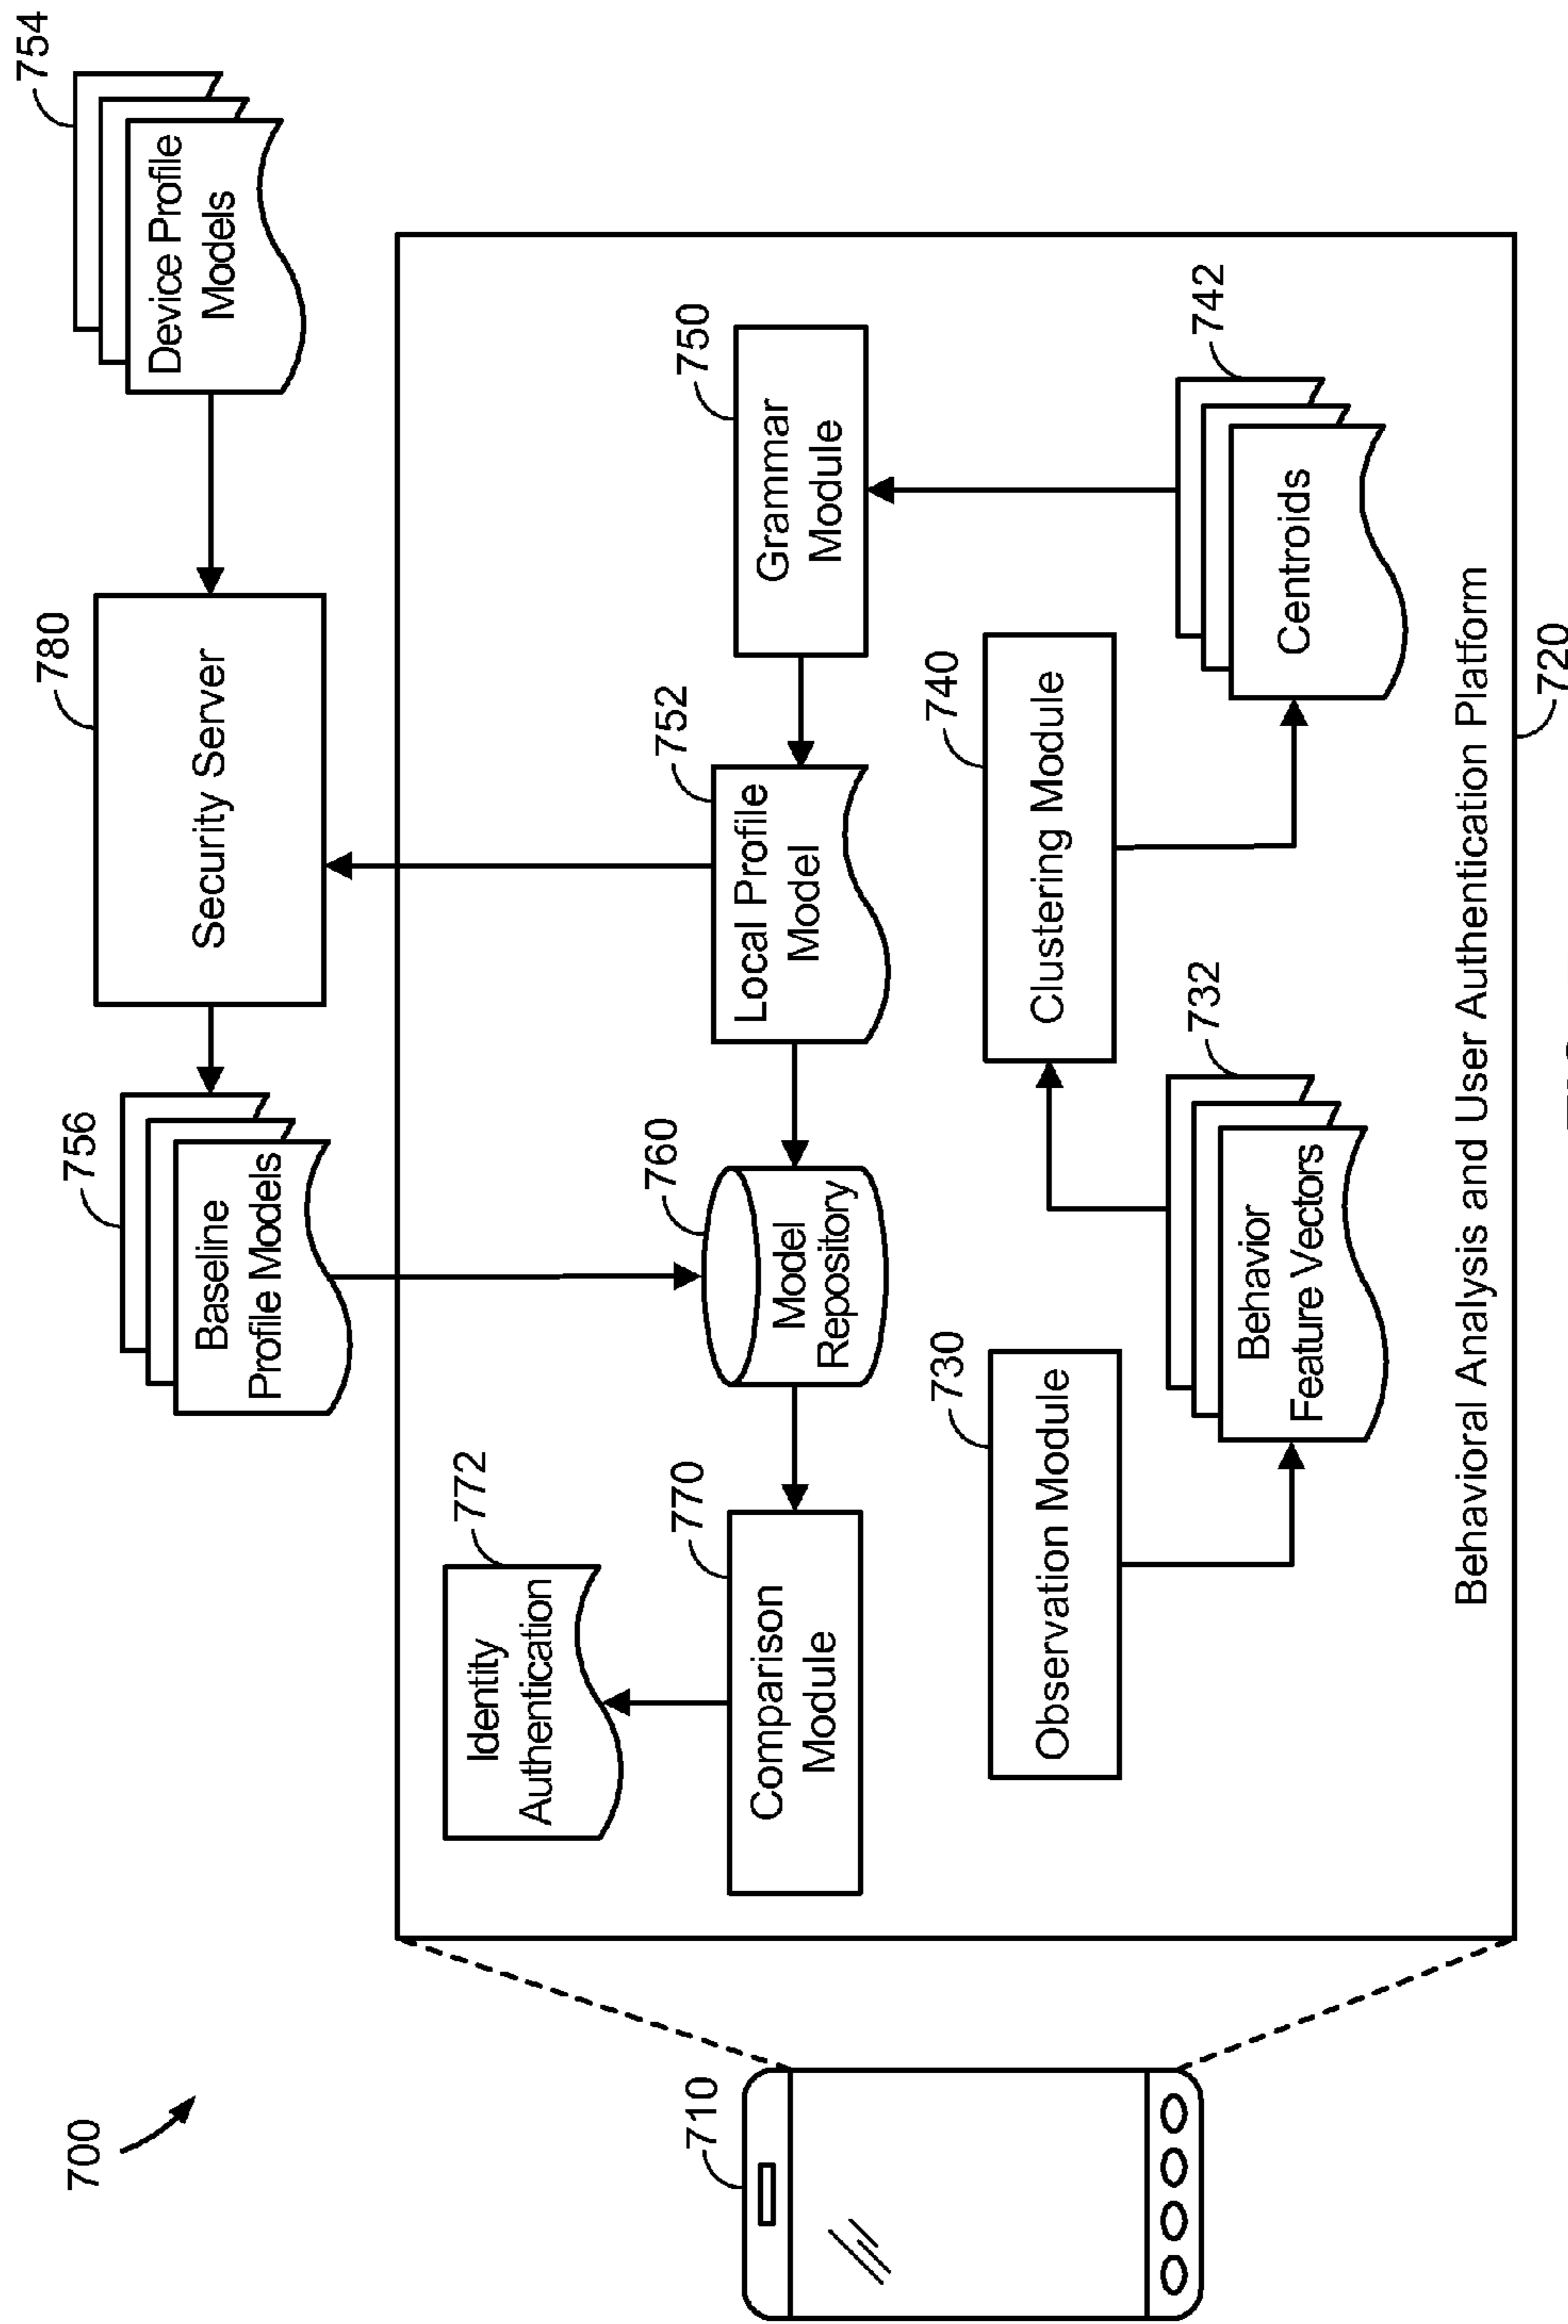 700
754
Device Profile
Models
780
Security Server
756
Baseline
Profile Models
772
Identity
Authentication
770
Comparison
Module
760
Model
Repository
752
Local Profile
Model
750
Grammar
Module
710
730
Observation Module
732
Behavior
Feature Vectors
740
Clustering Module
742
Centroids
Behavioral Analysis and User Authentication Platform
720